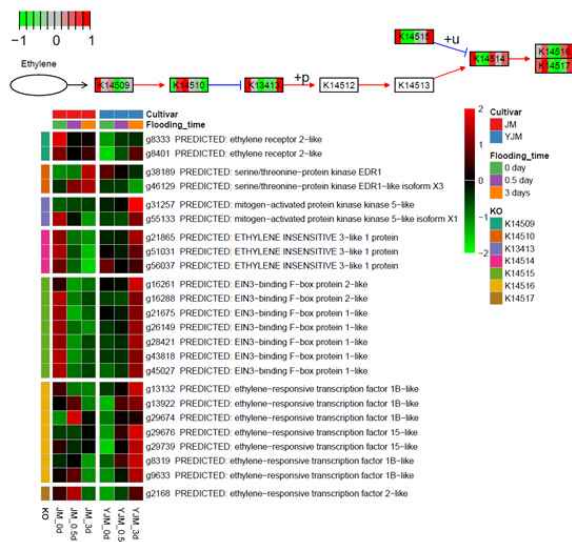 −1 0 1
Ethylene
K14509
K14510
K13413
+p
K14512
K14513
K14515
+u
K14514
K14516
K14517
Cultivar
Flooding_time
g8333 PREDICTED: ethylene receptor 2−like
g8401 PREDICTED: ethylene receptor 2−like
g38189 PREDICTED: serine/threonine−protein kinase EDR1
g46129 PREDICTED: serine/threonine−protein kinase EDR1−like isoform X3
g31257 PREDICTED: mitogen−activated protein kinase kinase 5−like
g55133 PREDICTED: mitogen−activated protein kinase kinase 5−like isoform X1
g21865 PREDICTED: ETHYLENE INSENSITIVE 3−like 1 protein
g51031 PREDICTED: ETHYLENE INSENSITIVE 3−like 1 protein
g56037 PREDICTED: ETHYLENE INSENSITIVE 3−like 1 protein
g16261 PREDICTED: EIN3−binding F−box protein 2−like
g16288 PREDICTED: EIN3−binding F−box protein 2−like
g21675 PREDICTED: EIN3−binding F−box protein 1−like
g26149 PREDICTED: EIN3−binding F−box protein 1−like
g28421 PREDICTED: EIN3−binding F−box protein 1−like
g43818 PREDICTED: EIN3−binding F−box protein 1−like
g45027 PREDICTED: EIN3−binding F−box protein 1−like
g13132 PREDICTED: ethylene−responsive transcription factor 1B−like
g13922 PREDICTED: ethylene−responsive transcription factor 1B−like
g29674 PREDICTED: ethylene−responsive transcription factor 1B−like
g29676 PREDICTED: ethylene−responsive transcription factor 15−like
g29739 PREDICTED: ethylene−responsive transcription factor 15−like
g8319 PREDICTED: ethylene−responsive transcription factor 1B−like
g9633 PREDICTED: ethylene−responsive transcription factor 1B−like
g2168 PREDICTED: ethylene−responsive transcription factor 2−like
KO
JM_0d
JM_0.5d
JM_3d
YJM_0d
YJM_0.5
YJM_3d
2
1
0
−1
−2
Cultivar
JM
YJM
Flooding_time
0 day
0.5 day
3 days
KO
K14509
K14510
K13413
K14514
K14515
K14516
K14517